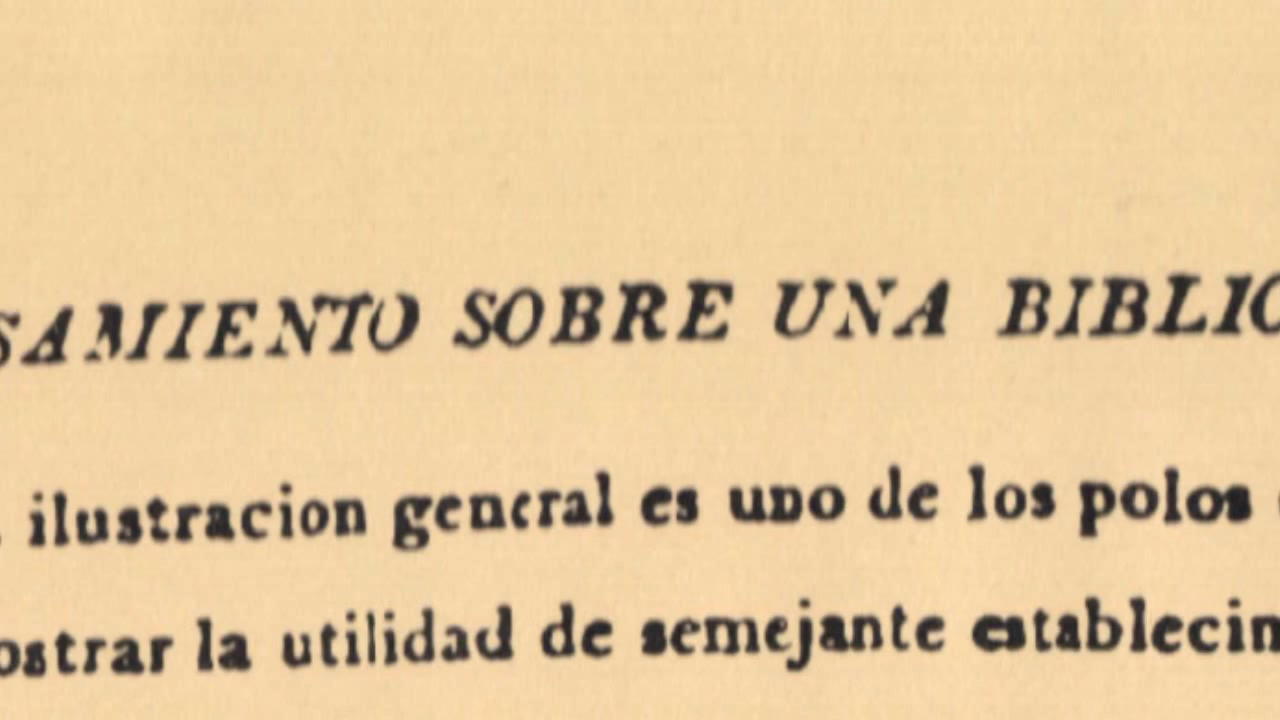 SAMIENTO SOBRE UNA BIBLIO
ilustracion general es uno de los polos
ostrar la utilidad de semejante establecim